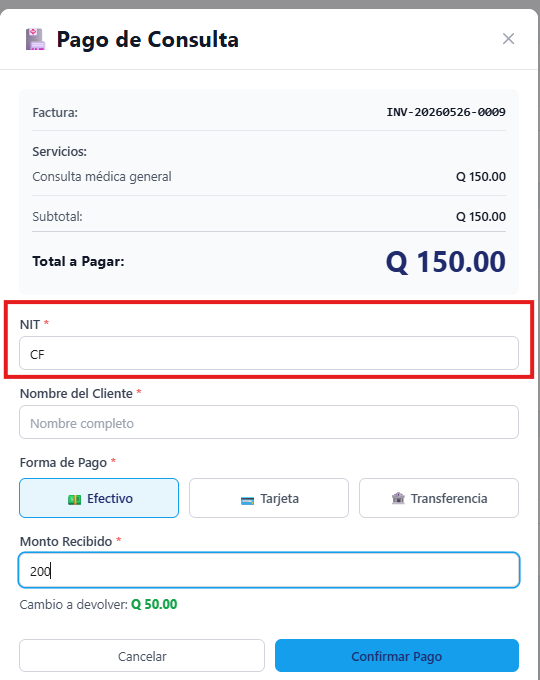 Pago de Consulta
Factura: INV-20260526-0009
Servicios:
Consulta médica general Q 150.00
Subtotal: Q 150.00
Total a Pagar: Q 150.00
NIT *
CF
Nombre del Cliente *
Nombre completo
Forma de Pago *
Efectivo Tarjeta Transferencia
Monto Recibido *
200
Cambio a devolver: Q 50.00
Cancelar Confirmar Pago